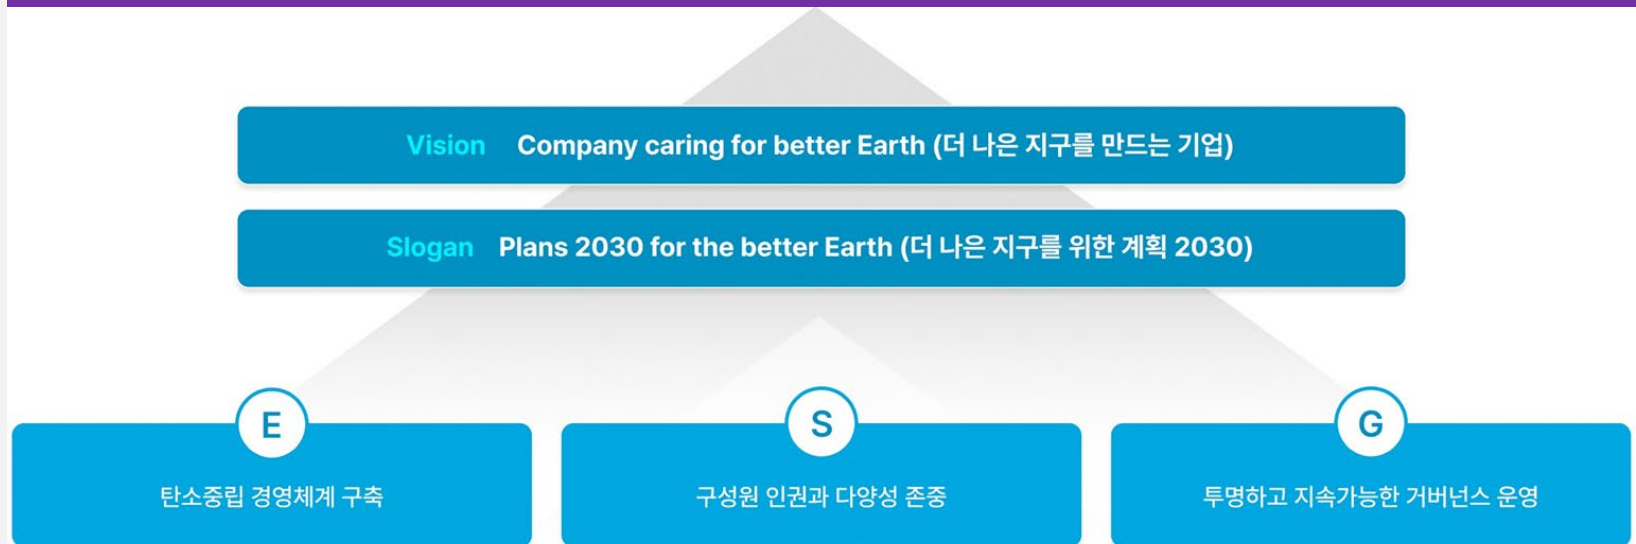 Vision Company caring for better Earth (더 나은 지구를 만드는 기업)
Slogan Plans 2030 for the better Earth (더 나은 지구를 위한 계획 2030)
E
탄소중립 경영체계 구축
S
구성원 인권과 다양성 존중
G
투명하고 지속가능한 거버넌스 운영